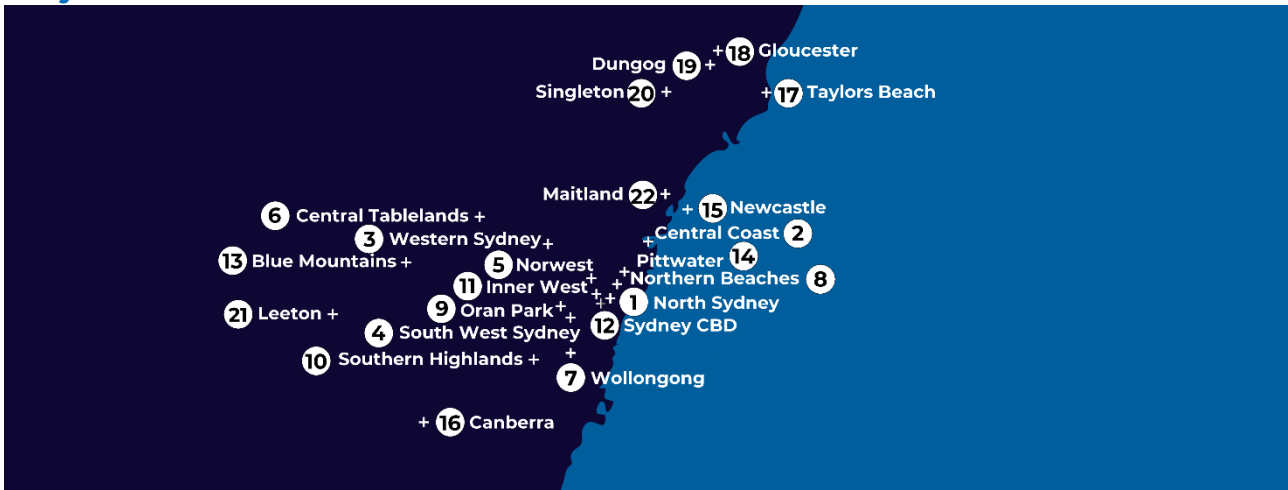 18 Gloucester
Dungog 19
Singleton 20
17 Taylors Beach
Maitland 22
15 Newcastle
6 Central Tablelands
Central Coast 2
3 Western Sydney
13 Blue Mountains
Pittwater 14
5 Norwest
Northern Beaches 8
11 Inner West
1 North Sydney
9 Oran Park
21 Leeton
12 Sydney CBD
4 South West Sydney
10 Southern Highlands
7 Wollongong
16 Canberra